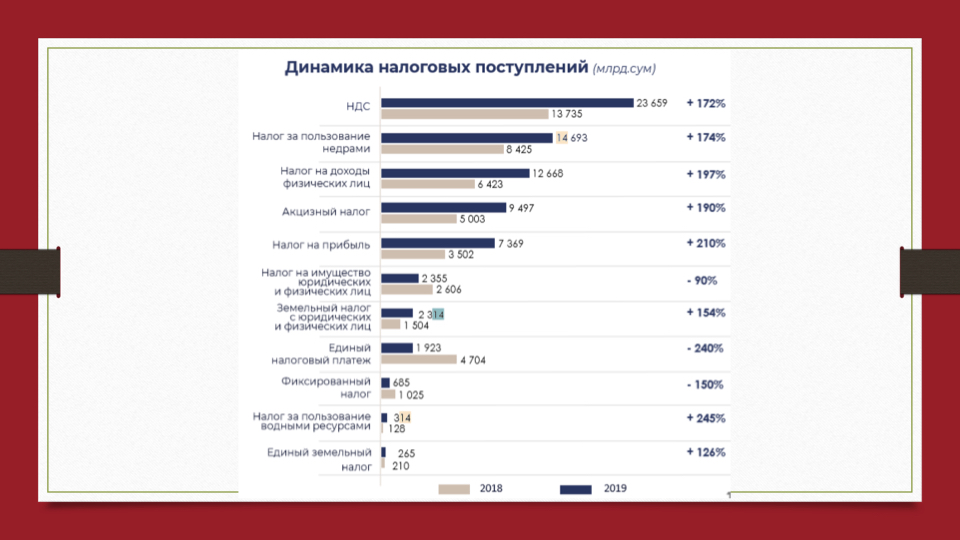 Динамика налоговых поступлений (млрд.сум)
НДС
23 659
13 735
+ 172%
Налог за пользование
недрами
14 693
8 425
+ 174%
Налог на доходы
физических лиц
12 668
6 423
+ 197%
Акцизный налог
9 497
5 003
+ 190%
Налог на прибыль
7 369
3 502
+ 210%
Налог на имущество
юридических
и физических лиц
2 355
2 606
- 90%
Земельный налог
с юридических
и физических лиц
2 314
1 504
+ 154%
Единый
налоговый платеж
1 923
4 704
- 240%
Фиксированный
налог
685
1 025
- 150%
Налог за пользование
водными ресурсами
314
128
+ 245%
Единый земельный
налог
265
210
+ 126%
2018
2019